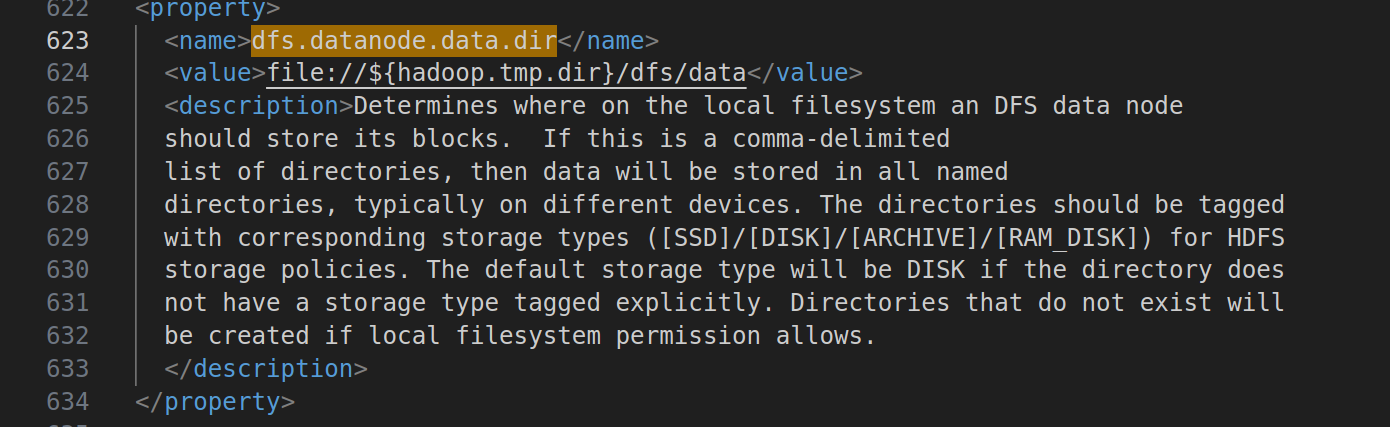 622 <property>
623 <name>dfs.datanode.data.dir</name>
624 <value>file://${hadoop.tmp.dir}/dfs/data</value>
625 <description>Determines where on the local filesystem an DFS data node
626 should store its blocks.  If this is a comma-delimited
627 list of directories, then data will be stored in all named
628 directories, typically on different devices. The directories should be tagged
629 with corresponding storage types ([SSD]/[DISK]/[ARCHIVE]/[RAM_DISK]) for HDFS
630 storage policies. The default storage type will be DISK if the directory does
631 not have a storage type tagged explicitly. Directories that do not exist will
632 be created if local filesystem permission allows.
633 </description>
634 </property>